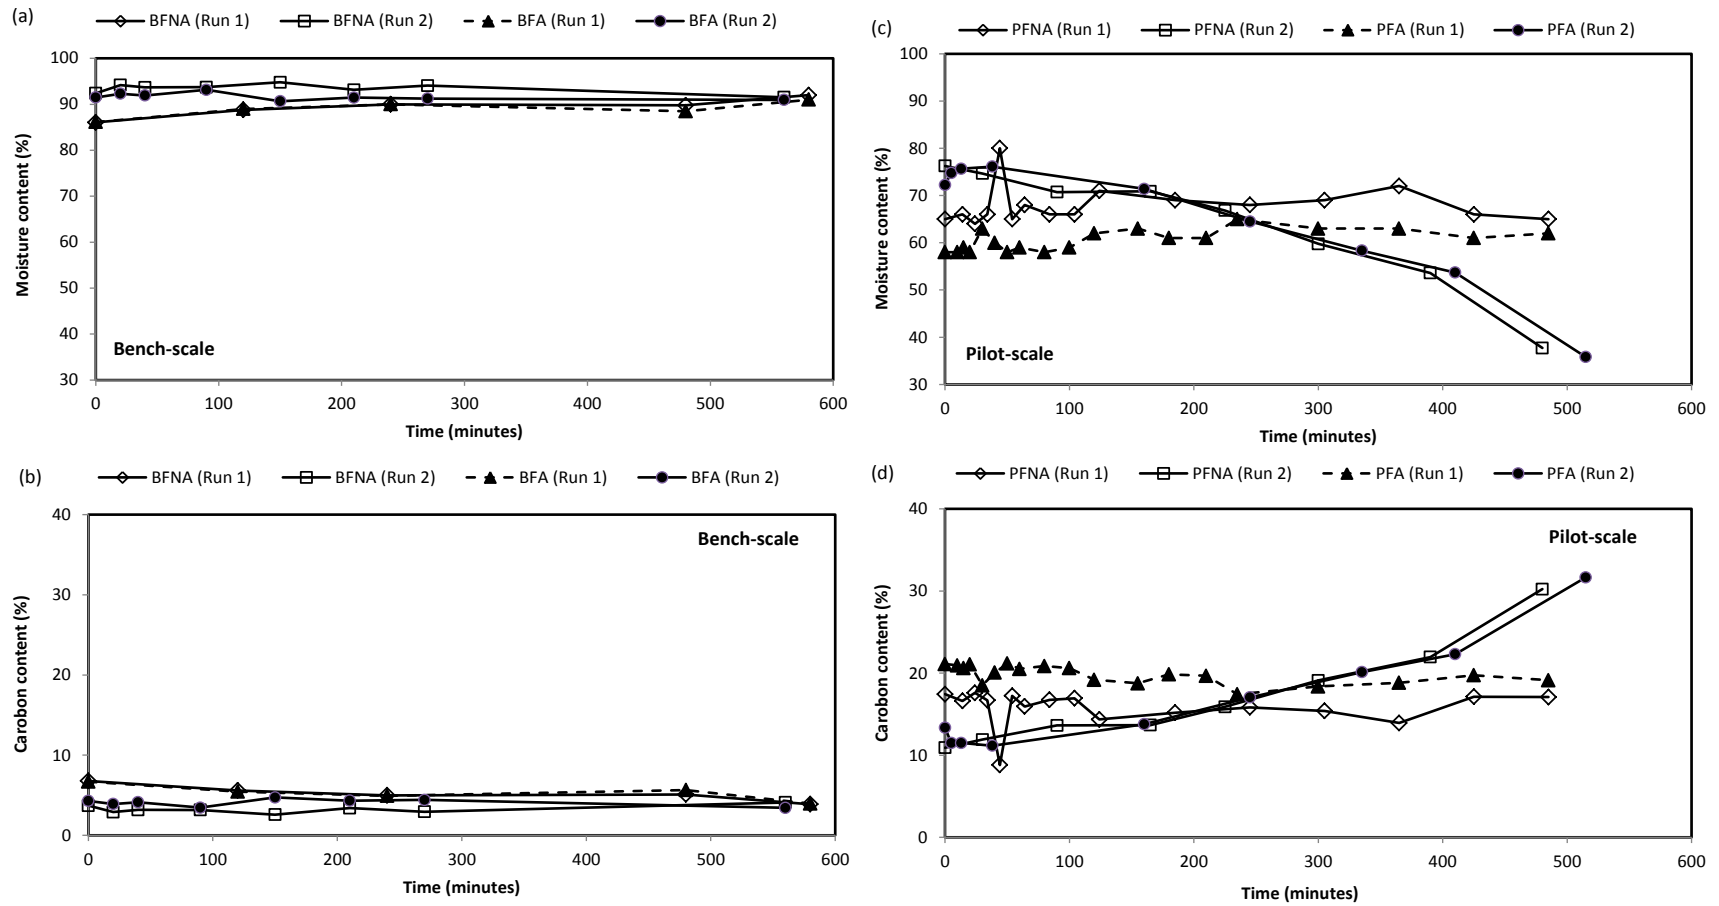 (a)
BFNA (Run 1) BFNA (Run 2) BFA (Run 1) BFA (Run 2)
100
90
80
70
60
50
40
30
Moisture content (%)
Bench-scale
0 100 200 300 400 500 600
Time (minutes)
(c)
PFNA (Run 1) PFNA (Run 2) PFA (Run 1) PFA (Run 2)
100
90
80
70
60
50
40
30
Moisture content (%)
Pilot-scale
0 100 200 300 400 500 600
Time (minutes)
(b)
BFNA (Run 1) BFNA (Run 2) BFA (Run 1) BFA (Run 2)
40
30
20
10
0
Carobon content (%)
Bench-scale
0 100 200 300 400 500 600
Time (minutes)
(d)
PFNA (Run 1) PFNA (Run 2) PFA (Run 1) PFA (Run 2)
40
30
20
10
0
Carobon content (%)
Pilot-scale
0 100 200 300 400 500 600
Time (minutes)